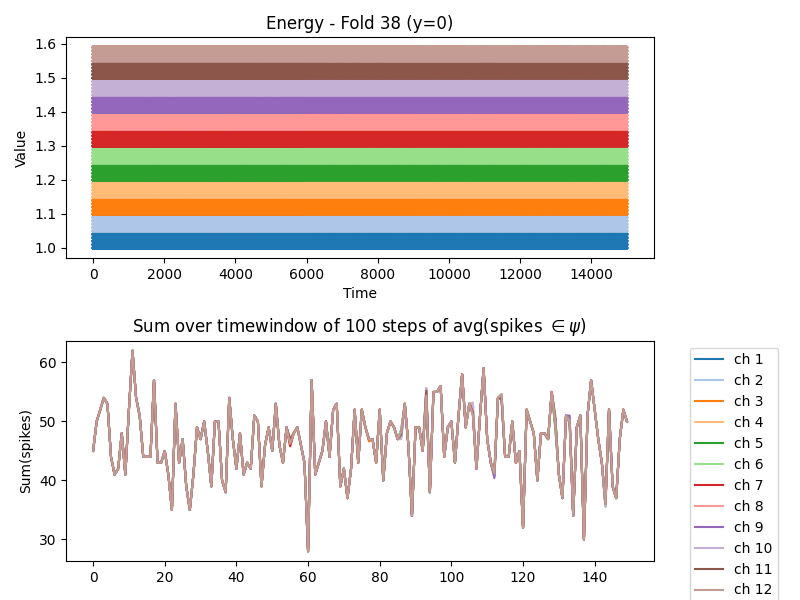 Energy - Fold 38 (y=0)
1.6
1.5
1.4
1.3
1.2
1.1
1.0
Value
0 2000 4000 6000 8000 10000 12000 14000
Time
Sum over timewindow of 100 steps of avg(spikes ∈ ψ)
60
50
40
30
Sum(spikes)
0 20 40 60 80 100 120 140
ch 1
ch 2
ch 3
ch 4
ch 5
ch 6
ch 7
ch 8
ch 9
ch 10
ch 11
ch 12